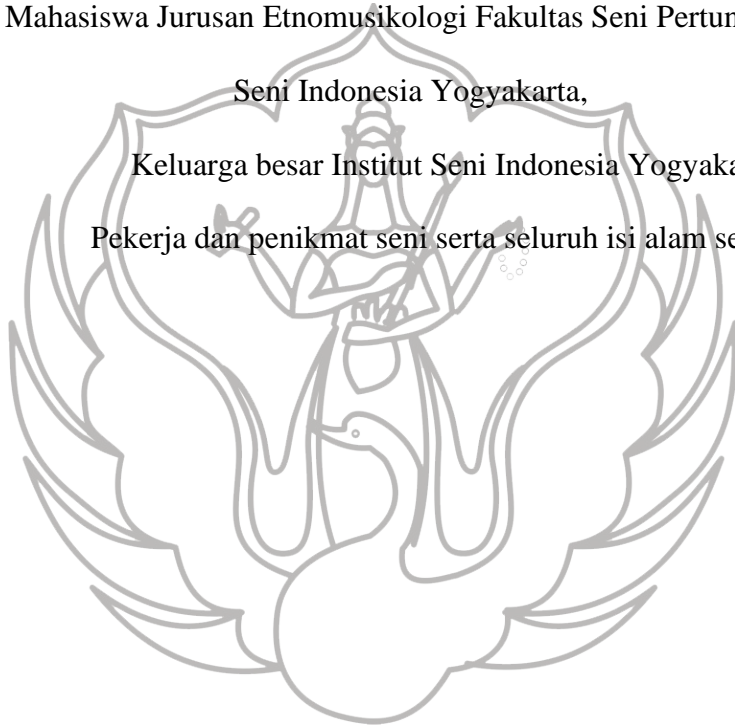 Mahasiswa Jurusan Etnomusikologi Fakultas Seni Pertun
Seni Indonesia Yogyakarta,
Keluarga besar Institut Seni Indonesia Yogyaka
Pekerja dan penikmat seni serta seluruh isi alam se